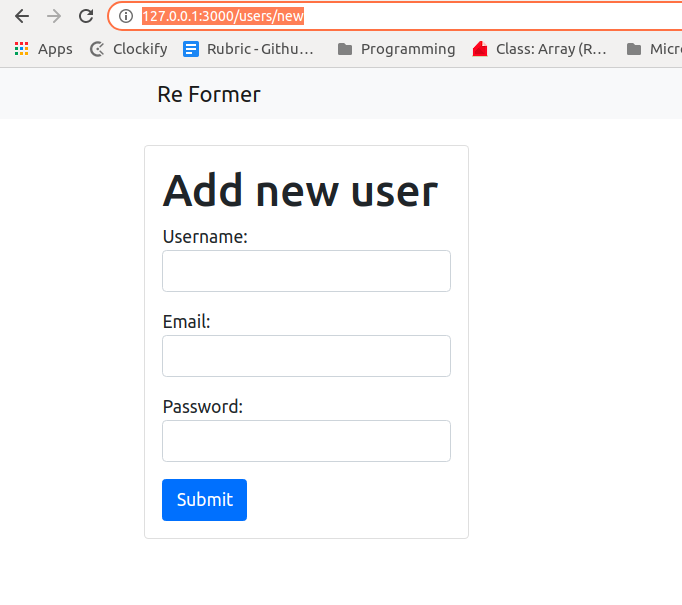 127.0.0.1:3000/users/new
Apps Clockify Rubric - Githu… Programming Class: Array (R… Micr
Re Former
Add new user
Username:
Email:
Password:
Submit